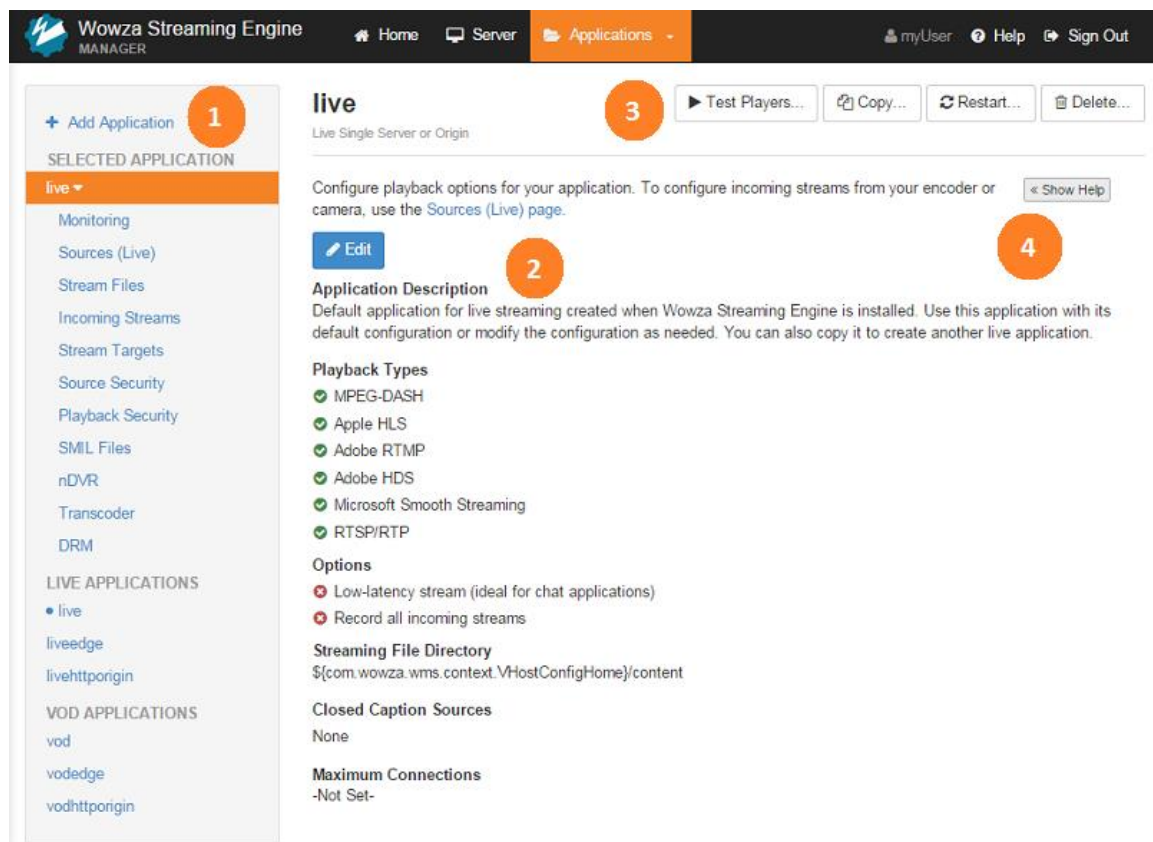 Wowza Streaming Engine
MANAGER
Home Server Applications
myUser Help Sign Out
+ Add Application
1
SELECTED APPLICATION
live
Monitoring
Sources (Live)
Stream Files
Incoming Streams
Stream Targets
Source Security
Playback Security
SMIL Files
nDVR
Transcoder
DRM
LIVE APPLICATIONS
• live
liveedge
livehttporigin
VOD APPLICATIONS
vod
vodedge
vodhttporigin
live
Live Single Server or Origin
3
Test Players...
Copy...
Restart...
Delete...
Configure playback options for your application. To configure incoming streams from your encoder or
camera, use the Sources (Live) page.
« Show Help
4
Edit
2
Application Description
Default application for live streaming created when Wowza Streaming Engine is installed. Use this application with its
default configuration or modify the configuration as needed. You can also copy it to create another live application.
Playback Types
MPEG-DASH
Apple HLS
Adobe RTMP
Adobe HDS
Microsoft Smooth Streaming
RTSP/RTP
Options
Low-latency stream (ideal for chat applications)
Record all incoming streams
Streaming File Directory
${com.wowza.wms.context.VHostConfigHome}/content
Closed Caption Sources
None
Maximum Connections
-Not Set-